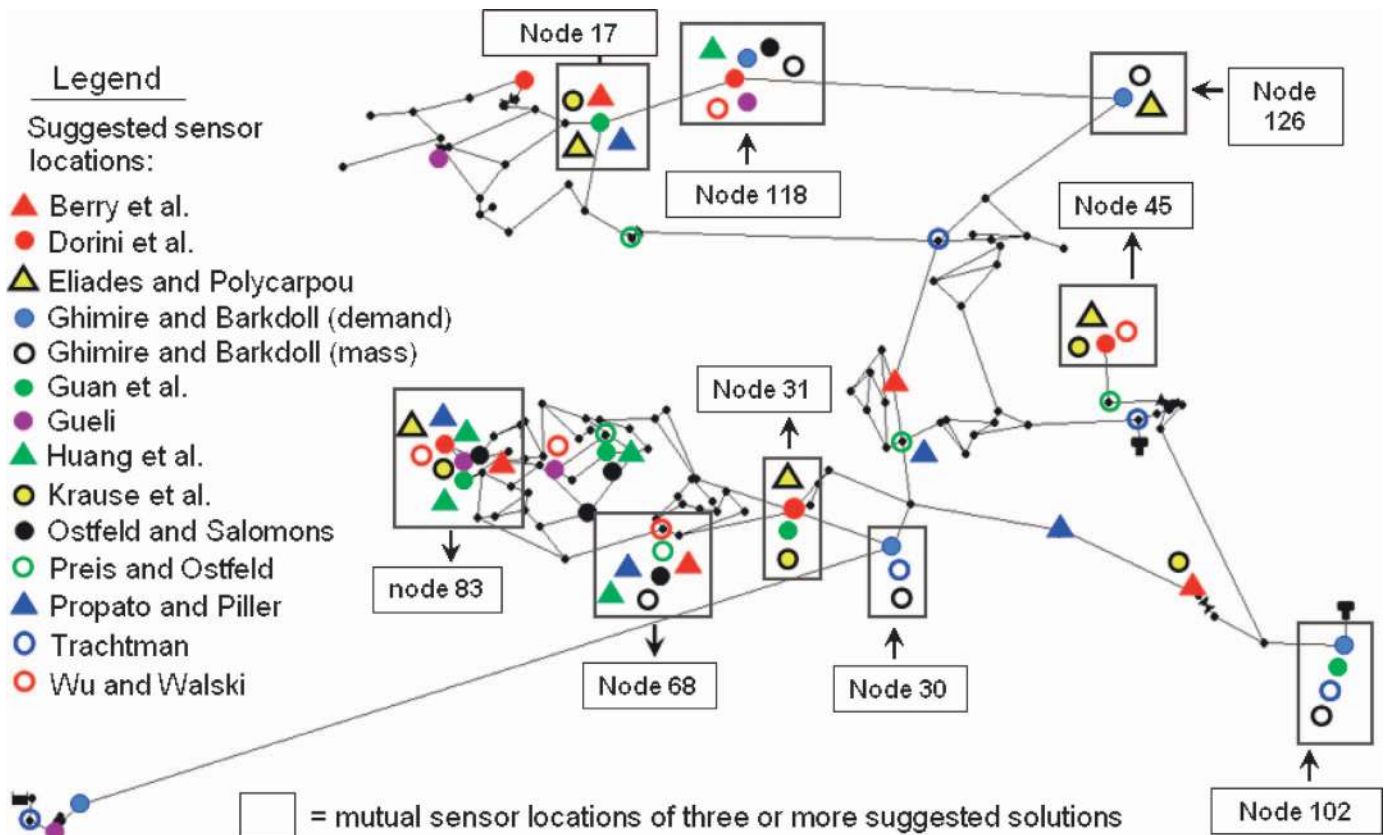 Node 17
Legend
Suggested sensor
locations:
Berry et al.
Dorini et al.
Eliades and Polycarpou
Ghimire and Barkdoll (demand)
Ghimire and Barkdoll (mass)
Guan et al.
Gueli
Huang et al.
Krause et al.
Ostfeld and Salomons
Preis and Ostfeld
Propato and Piller
Trachtman
Wu and Walski
Node
126
Node 118
Node 45
Node 31
node 83
Node 68
Node 30
Node 102
= mutual sensor locations of three or more suggested solutions